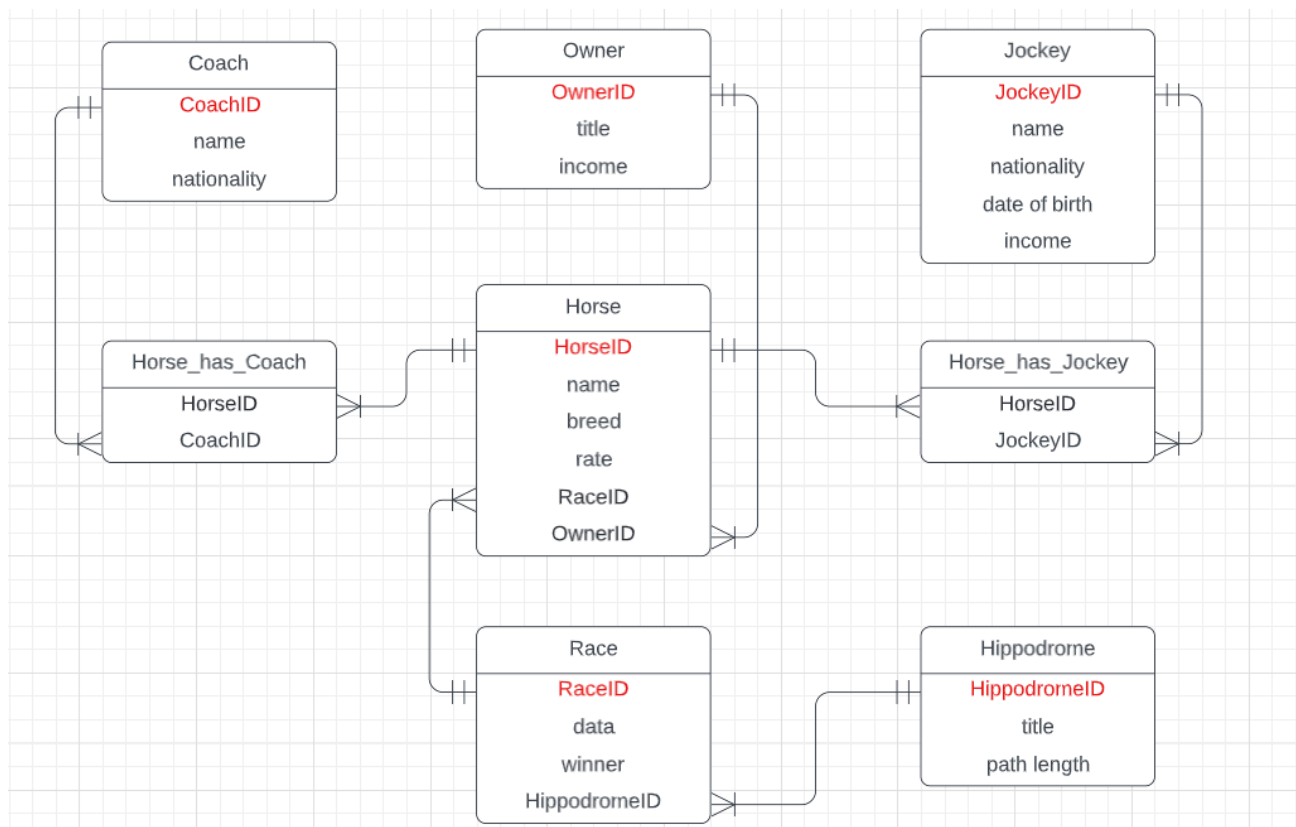 Coach
CoachID
name
nationality
Owner
OwnerID
title
income
Jockey
JockeyID
name
nationality
date of birth
income
Horse_has_Coach
HorseID
CoachID
Horse
HorseID
name
breed
rate
RaceID
OwnerID
Horse_has_Jockey
HorseID
JockeyID
Race
RaceID
data
winner
HippodromeID
Hippodrome
HippodromeID
title
path length